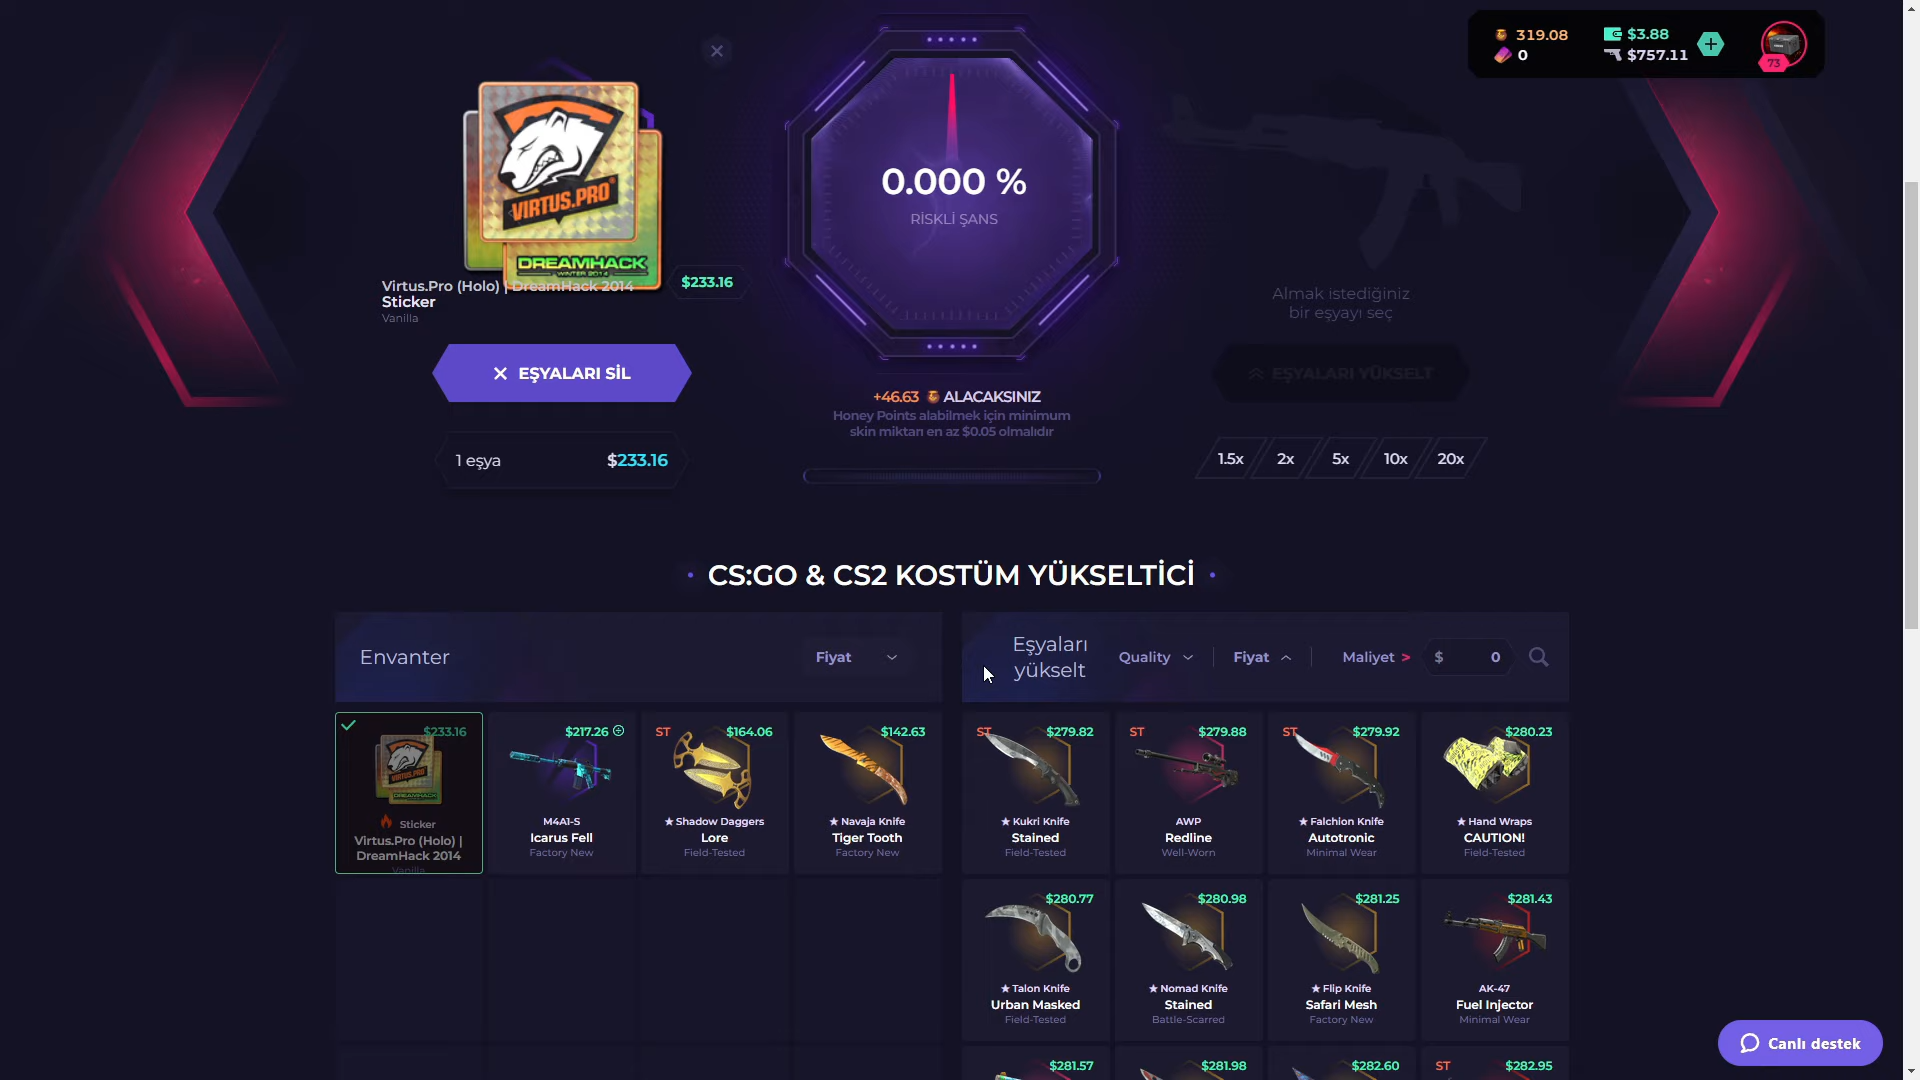 319.08
$3.88
0
$757.11
73
VIRTUS.PRO
DREAMHACK
WINTER 2014
Virtus.Pro (Holo) | DreamHack 2014
Sticker
Vanilla
$233.16
0.000 %
RİSKLİ ŞANS
Almak istediğiniz
bir eşyayı seç
EŞYALARI SİL
EŞYALARI YÜKSELT
+46.63 ALACAKSINIZ
Honey Points alabilmek için minimum
skin miktarı en az $0.05 olmalıdır
1 eşya $233.16
1.5x 2x 5x 10x 20x
CS:GO & CS2 KOSTÜM YÜKSELTİCİ
Envanter
Fiyat
Eşyaları
yükselt
Quality
Fiyat
Maliyet >
$ 0
$233.16
Sticker
Virtus.Pro (Holo) |
DreamHack 2014
Vanilla
$217.26
M4A1-S
Icarus Fell
Factory New
ST $164.06
★ Shadow Daggers
Lore
Field-Tested
$142.63
★ Navaja Knife
Tiger Tooth
Factory New
ST $279.82
★ Kukri Knife
Stained
Field-Tested
ST $279.88
AWP
Redline
Well-Worn
ST $279.92
★ Falchion Knife
Autotronic
Minimal Wear
$280.23
★ Hand Wraps
CAUTION!
Field-Tested
$280.77
★ Talon Knife
Urban Masked
Field-Tested
$280.98
★ Nomad Knife
Stained
Battle-Scarred
$281.25
★ Flip Knife
Safari Mesh
Factory New
$281.43
AK-47
Fuel Injector
Minimal Wear
$281.57
$281.98
$282.60
ST $282.95
Canlı destek